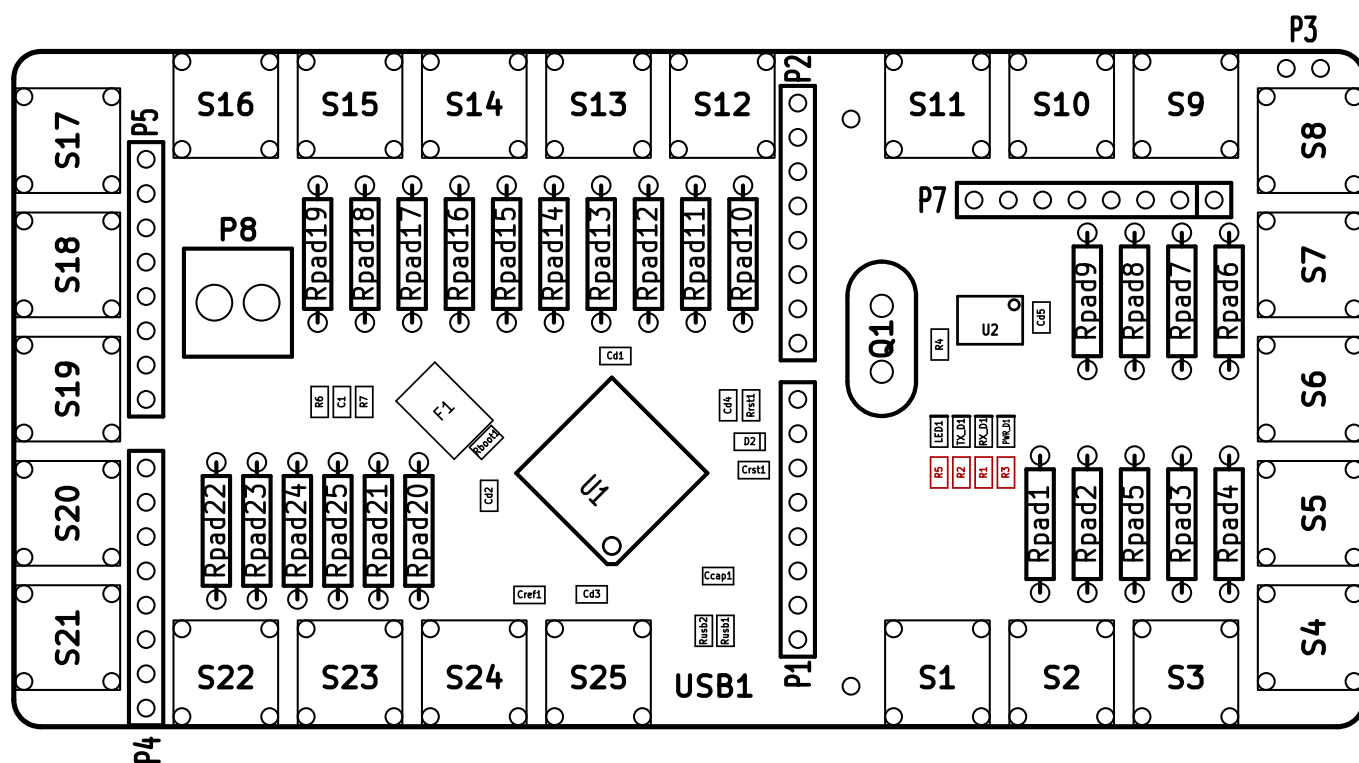 P3
S16
S15
S14
S13
S12
P2
S11
S10
S9
S17
P5
S8
P7
Rpad19
Rpad18
Rpad17
Rpad16
Rpad15
Rpad14
Rpad13
Rpad12
Rpad11
Rpad10
S18
P8
Rpad9
Rpad8
Rpad7
Rpad6
S7
Q1
U2
Cd5
R4
Cd1
S19
R6
C1
R7
F1
Rboot1
Cd4
Rrst1
D2
Crst1
LED1
TX_D1
RX_D1
PWR_D1
S6
R5
R2
R1
R3
S20
Rpad22
Rpad23
Rpad24
Rpad25
Rpad21
Rpad20
Cd2
U1
Rpad1
Rpad2
Rpad5
Rpad3
Rpad4
S5
Cref1
Cd3
Ccap1
Rusb2
Rusb1
S21
S4
S22
S23
S24
S25
USB1
P1
S1
S2
S3
P4